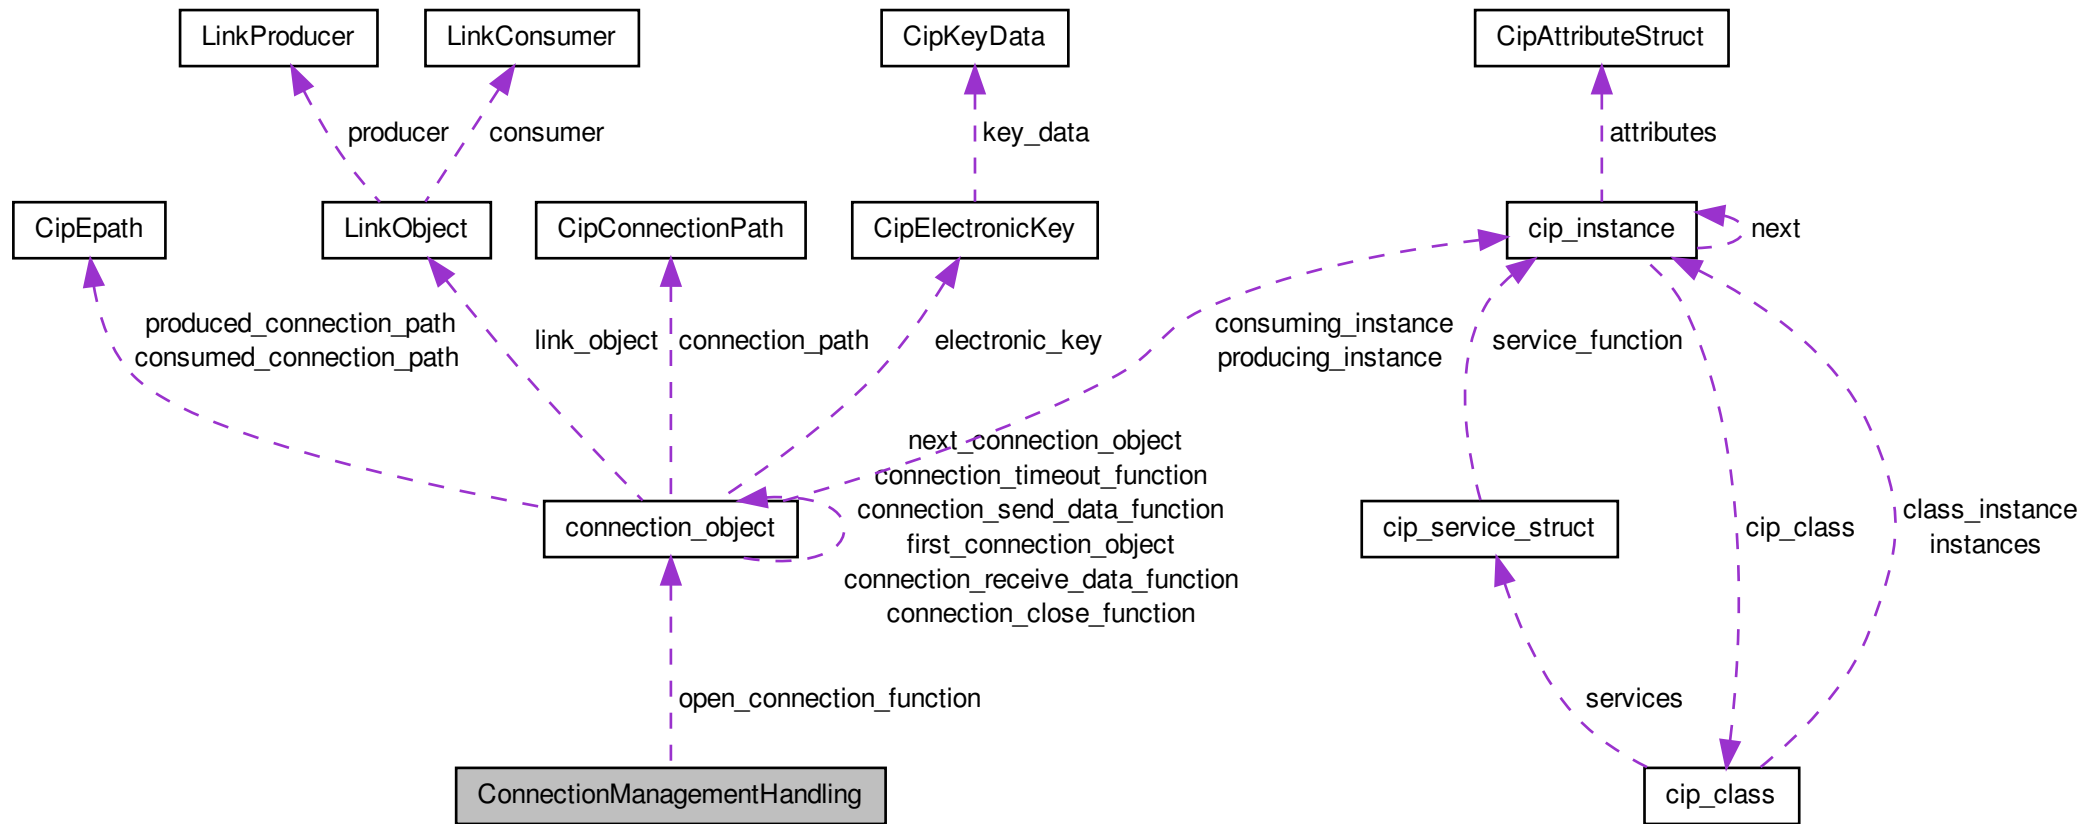 LinkProducer
LinkConsumer
CipKeyData
CipAttributeStruct
producer
consumer
key_data
attributes
CipEpath
LinkObject
CipConnectionPath
CipElectronicKey
cip_instance
next
produced_connection_path
consumed_connection_path
link_object
connection_path
electronic_key
consuming_instance
producing_instance
service_function
next_connection_object
connection_timeout_function
connection_send_data_function
first_connection_object
connection_receive_data_function
connection_close_function
connection_object
cip_service_struct
cip_class
class_instance
instances
open_connection_function
services
ConnectionManagementHandling
cip_class